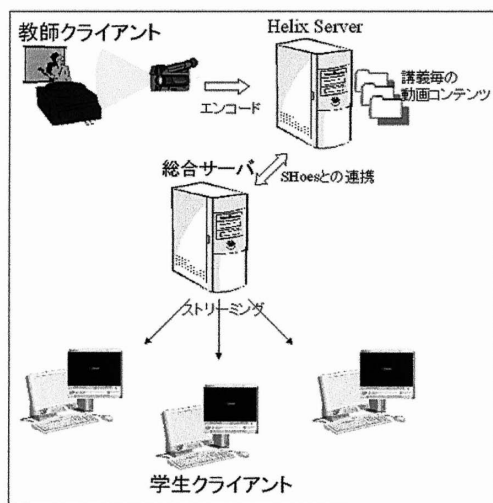 教師クライアント
Helix Server
エンコード
講義毎の
動画コンテンツ
総合サーバ
SHoesとの連携
ストリーミング
学生クライアント